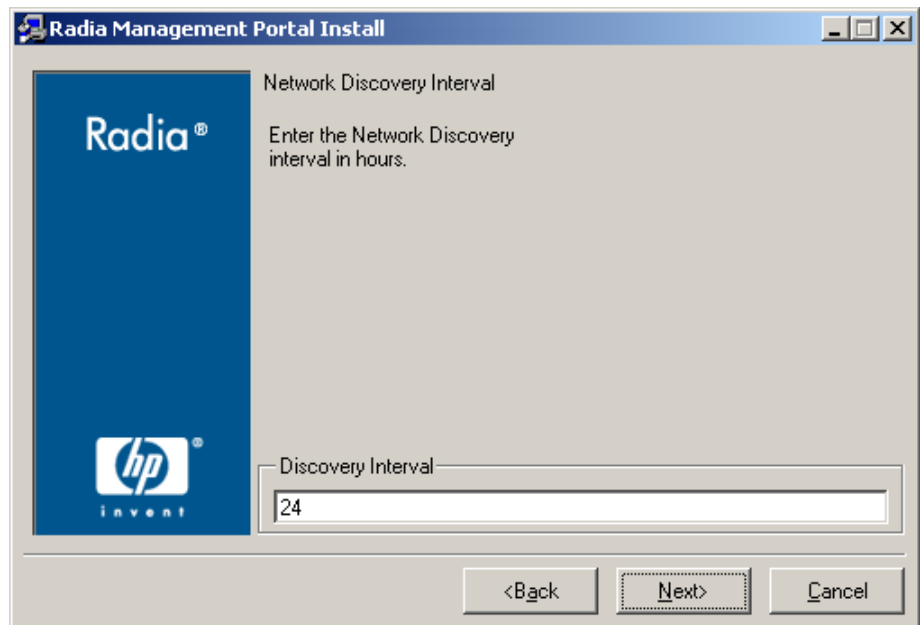 Radia Management Portal Install
Network Discovery Interval
Radia®
Enter the Network Discovery
interval in hours.
hp®
invent
Discovery Interval
24
<Back
Next>
Cancel